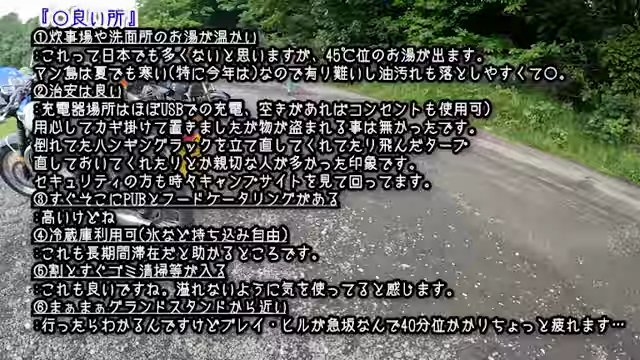 『○良い所』
①炊事場や洗面所のお湯が温かい
:これって日本でも多くないと思いますが、45℃位のお湯が出ます。
マン島は夏でも寒い(特に今年は)なので有り難いし油汚れも落としやすくて○。
②治安は良い
:充電器場所はほぼUSBでの充電、空きがあればコンセントも使用可)
用心してカギ掛けて置きましたが物が盗まれる事は無かったです。
倒れてたハンギングラックを立て直してくれてたり飛んだタープ
直しておいてくれたりとか親切な人が多かった印象です。
セキュリティの方も時々キャンプサイトを見て回ってます。
③すぐそこにPUBとフードケータリングがある
:高いけどね
④冷蔵庫利用可(氷など持ち込み自由)
:これも長期間滞在だと助かるところです。
⑤割とすぐゴミ清掃等が入る
:これも良いですね。溢れないように気を使ってると感じます。
⑥まぁまぁグランドスタンドから近い
:行ったらわかるんですけどブレイ・ヒルが急坂なんで40分位かかりちょっと疲れます…